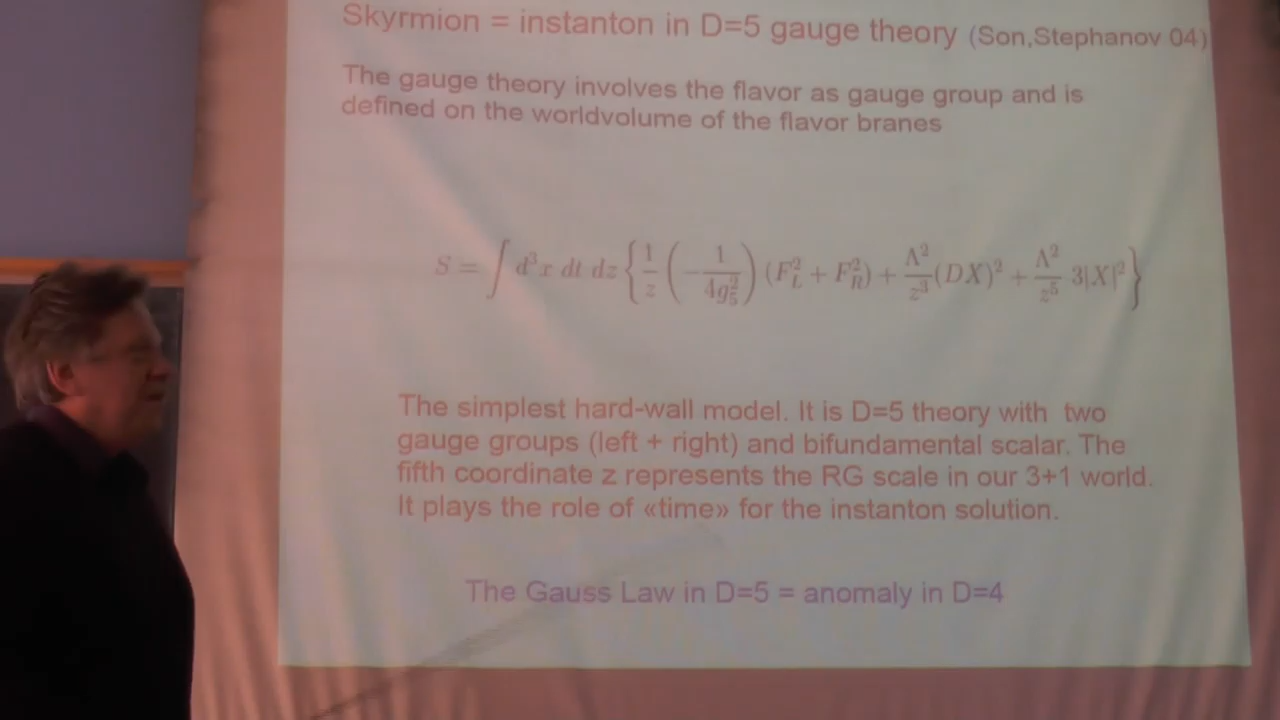 Skyrmion = instanton in D=5 gauge theory (Son,Stephanov 04)
The gauge theory involves the flavor as gauge group and is
defined on the worldvolume of the flavor branes
S = ∫ d³x dt dz { 1/z ( − 1/4g₅² ) (F_L² + F_R²) + Λ²/z³ (DX)² + Λ²/z⁵ 3|X|² }
The simplest hard-wall model. It is D=5 theory with two
gauge groups (left + right) and bifundamental scalar. The
fifth coordinate z represents the RG scale in our 3+1 world.
It plays the role of «time» for the instanton solution.
The Gauss Law in D=5 = anomaly in D=4